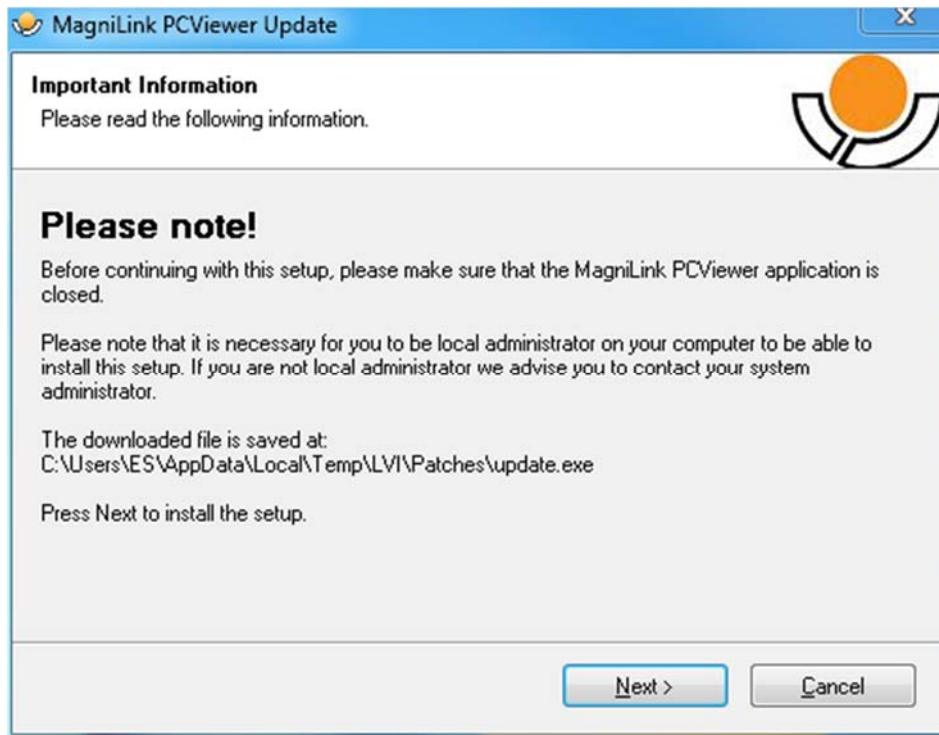 MagniLink PCViewer Update
Important Information
Please read the following information.
Please note!
Before continuing with this setup, please make sure that the MagniLink PCViewer application is
closed.
Please note that it is necessary for you to be local administrator on your computer to be able to
install this setup. If you are not local administrator we advise you to contact your system
administrator.
The downloaded file is saved at:
C:\Users\ES\AppData\Local\Temp\LVI\Patches\update.exe
Press Next to install the setup.
Next >
Cancel